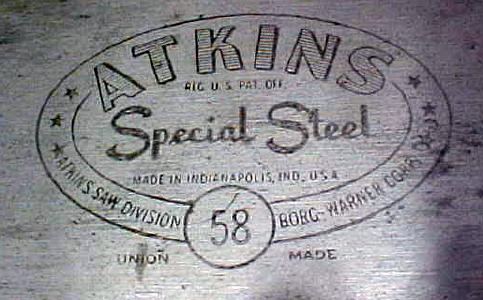 ATKINS
REG. U.S. PAT. OFF.
Special Steel
MADE IN INDIANAPOLIS, IND., U.S.A.
ATKINS SAW DIVISION
58
BORG-WARNER CORP.
UNION MADE